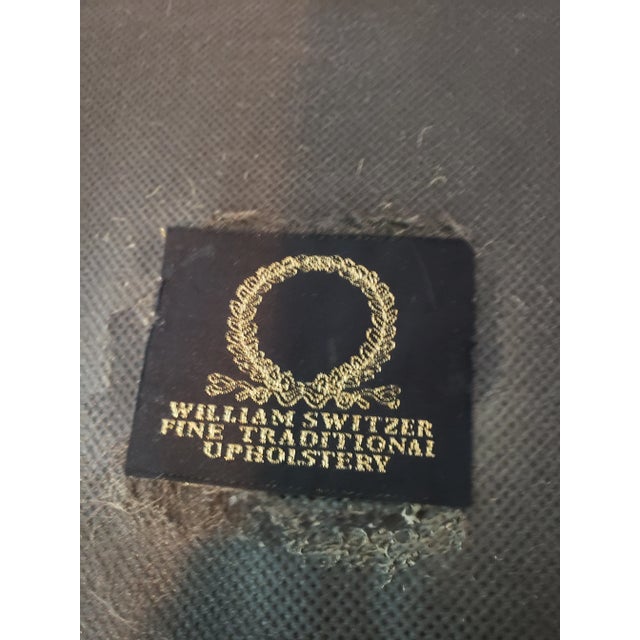 WILLIAM SWITZER
FINE TRADITIONAL
UPHOLSTERY